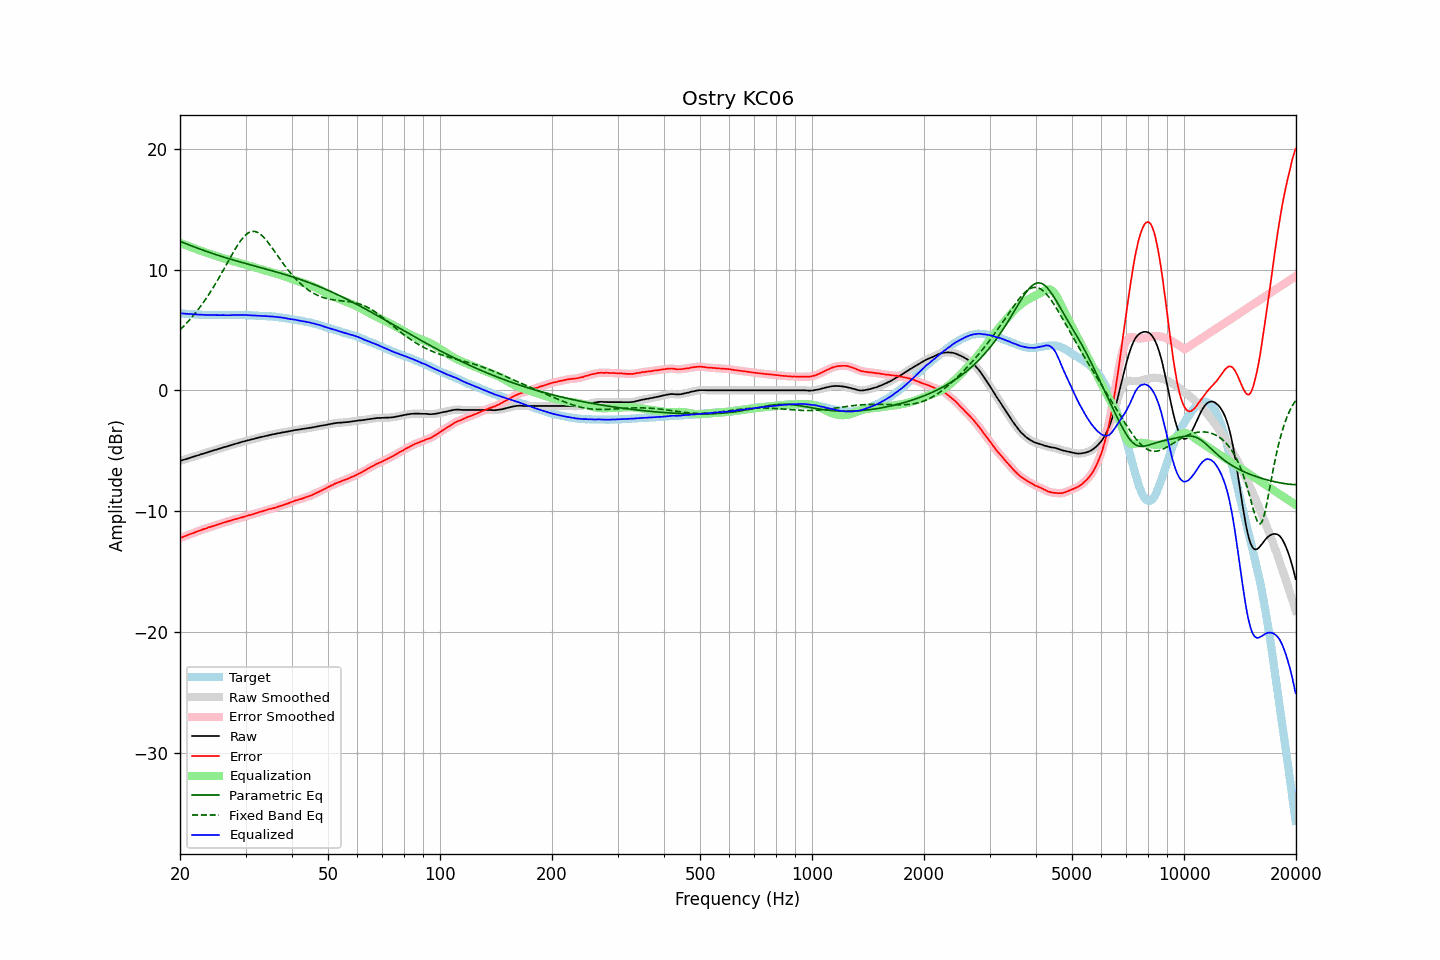 Ostry KC06
20
10
0
−10
−20
−30
Amplitude (dBr)
Target
Raw Smoothed
Error Smoothed
Raw
Error
Equalization
Parametric Eq
Fixed Band Eq
Equalized
20 50 100 200 500 1000 2000 5000 10000 20000
Frequency (Hz)